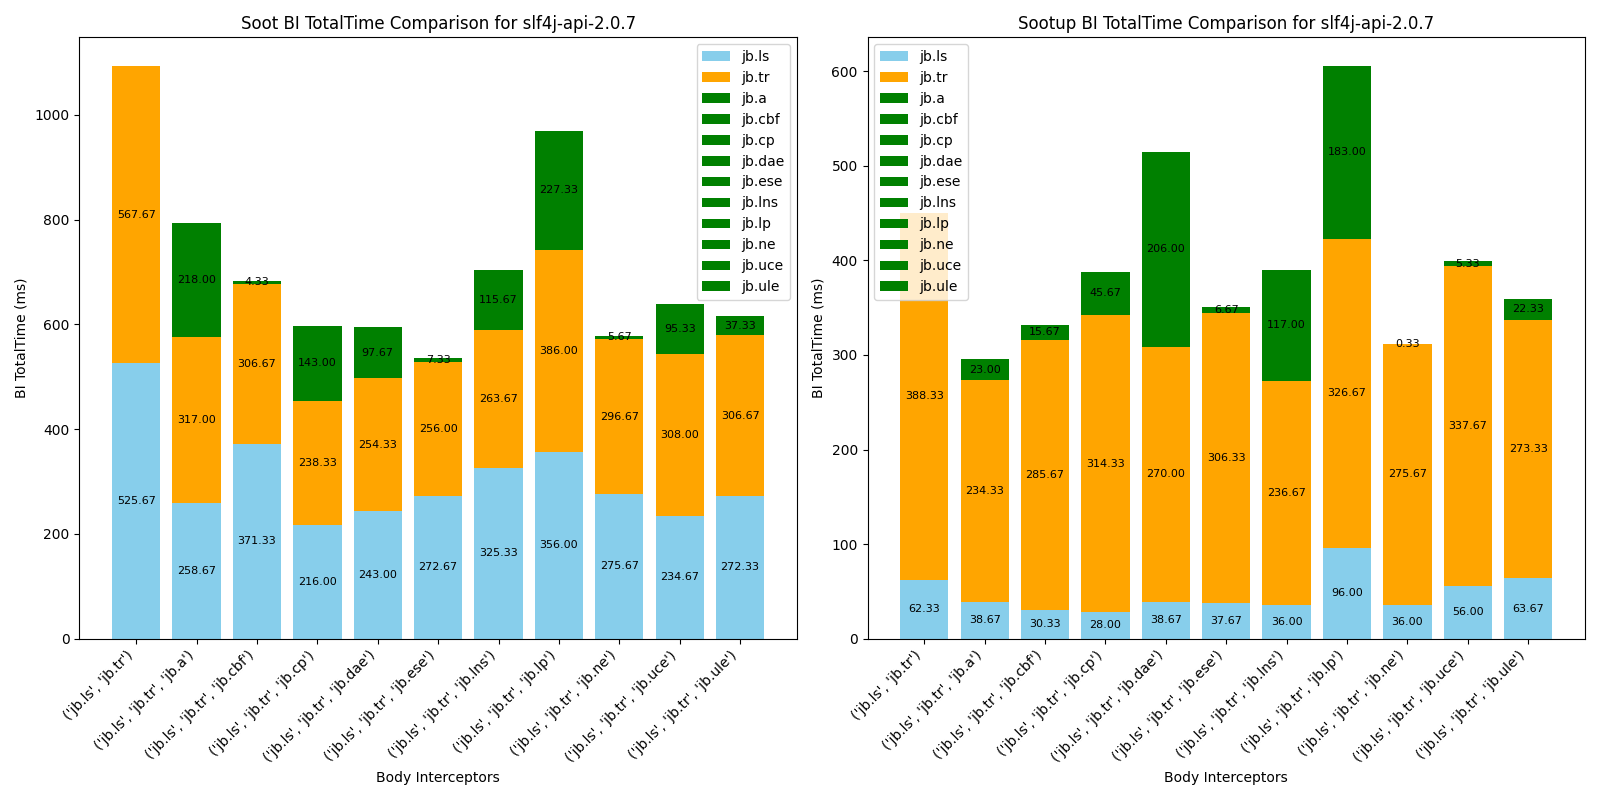 Soot BI TotalTime Comparison for slf4j-api-2.0.7
BI TotalTime (ms)
1000
800
600
400
200
0
jb.ls
jb.tr
jb.a
jb.cbf
jb.cp
jb.dae
jb.ese
jb.lns
jb.lp
jb.ne
jb.uce
jb.ule
567.67
525.67
218.00
317.00
258.67
4.33
306.67
371.33
143.00
238.33
216.00
97.67
254.33
243.00
7.33
256.00
272.67
115.67
263.67
325.33
227.33
386.00
356.00
5.67
296.67
275.67
95.33
308.00
234.67
37.33
306.67
272.33
('jb.ls', 'jb.tr')
('jb.ls', 'jb.tr', 'jb.a')
('jb.ls', 'jb.tr', 'jb.cbf')
('jb.ls', 'jb.tr', 'jb.cp')
('jb.ls', 'jb.tr', 'jb.dae')
('jb.ls', 'jb.tr', 'jb.ese')
('jb.ls', 'jb.tr', 'jb.lns')
('jb.ls', 'jb.tr', 'jb.lp')
('jb.ls', 'jb.tr', 'jb.ne')
('jb.ls', 'jb.tr', 'jb.uce')
('jb.ls', 'jb.tr', 'jb.ule')
Body Interceptors
Sootup BI TotalTime Comparison for slf4j-api-2.0.7
BI TotalTime (ms)
600
500
400
300
200
100
0
jb.ls
jb.tr
jb.a
jb.cbf
jb.cp
jb.dae
jb.ese
jb.lns
jb.lp
jb.ne
jb.uce
jb.ule
388.33
62.33
23.00
234.33
38.67
15.67
285.67
30.33
45.67
314.33
28.00
206.00
270.00
38.67
6.67
306.33
37.67
117.00
236.67
36.00
183.00
326.67
96.00
0.33
275.67
36.00
5.33
337.67
56.00
22.33
273.33
63.67
('jb.ls', 'jb.tr')
('jb.ls', 'jb.tr', 'jb.a')
('jb.ls', 'jb.tr', 'jb.cbf')
('jb.ls', 'jb.tr', 'jb.cp')
('jb.ls', 'jb.tr', 'jb.dae')
('jb.ls', 'jb.tr', 'jb.ese')
('jb.ls', 'jb.tr', 'jb.lns')
('jb.ls', 'jb.tr', 'jb.lp')
('jb.ls', 'jb.tr', 'jb.ne')
('jb.ls', 'jb.tr', 'jb.uce')
('jb.ls', 'jb.tr', 'jb.ule')
Body Interceptors